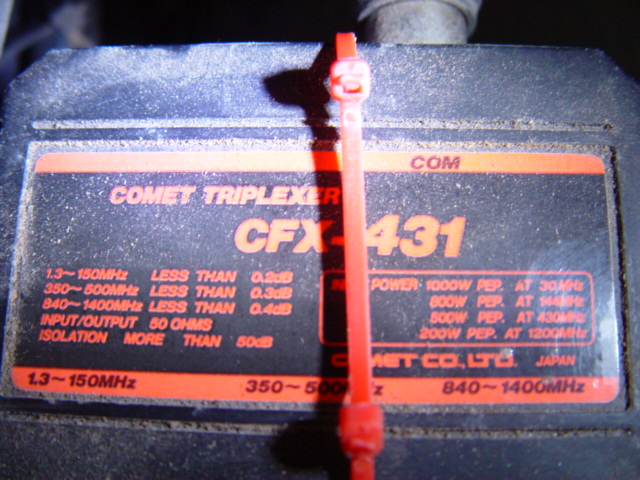 COM
COMET TRIPLEXER
CFX-431
1.3~150MHz LESS THAN 0.2dB
350~500MHz LESS THAN 0.3dB
840~1400MHz LESS THAN 0.4dB
INPUT/OUTPUT 50 OHMS
ISOLATION MORE THAN 50dB
POWER 1000W PEP. AT 30MHz
800W PEP. AT 144MHz
500W PEP. AT 430MHz
200W PEP. AT 1200MHz
COMET CO., LTD. JAPAN
1.3~150MHz 350~500MHz 840~1400MHz